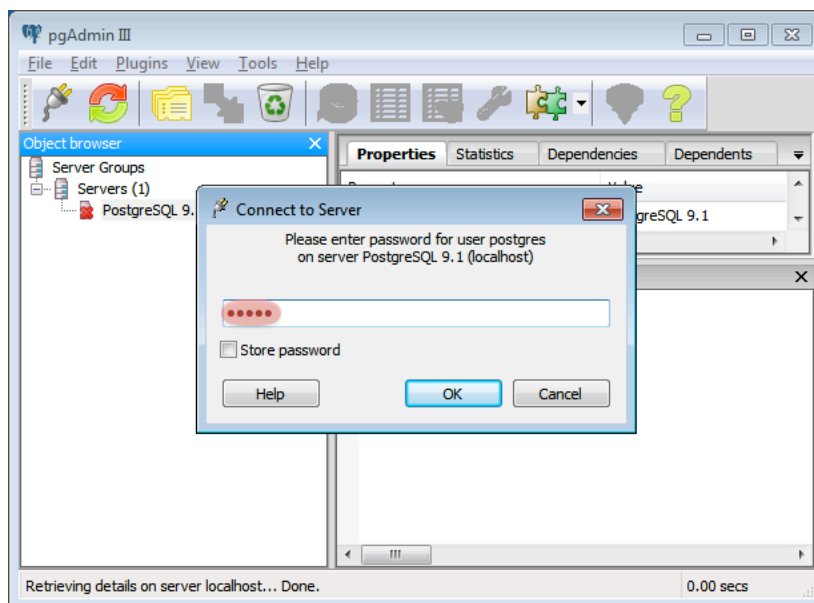 pgAdmin III
File Edit Plugins View Tools Help
Object browser
Server Groups
Servers (1)
PostgreSQL 9.
Properties Statistics Dependencies Dependents
greSQL 9.1
Connect to Server
Please enter password for user postgres
on server PostgreSQL 9.1 (localhost)
•••••
Store password
Help OK Cancel
Retrieving details on server localhost... Done. 0.00 secs